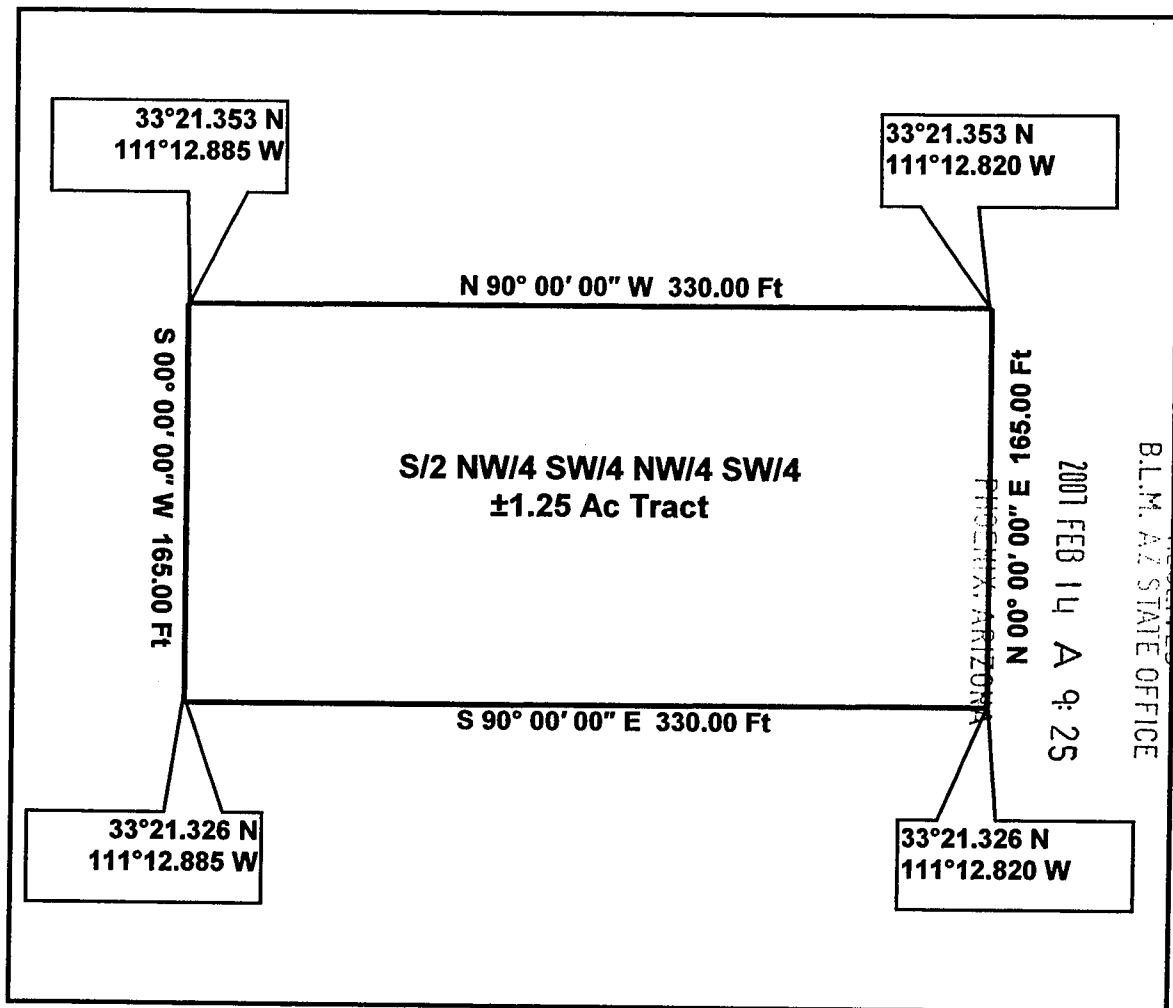 33°21.353 N
111°12.885 W
33°21.353 N
111°12.820 W
N 90° 00' 00" W 330.00 Ft
S 00° 00' 00" W 165.00 Ft
S/2 NW/4 SW/4 NW/4 SW/4
±1.25 Ac Tract
N 00° 00' 00" E 165.00 Ft
B.L.M. AZ STATE OFFICE
2007 FEB 14 A 9:25
PHOENIX, ARIZONA
S 90° 00' 00" E 330.00 Ft
33°21.326 N
111°12.885 W
33°21.326 N
111°12.820 W